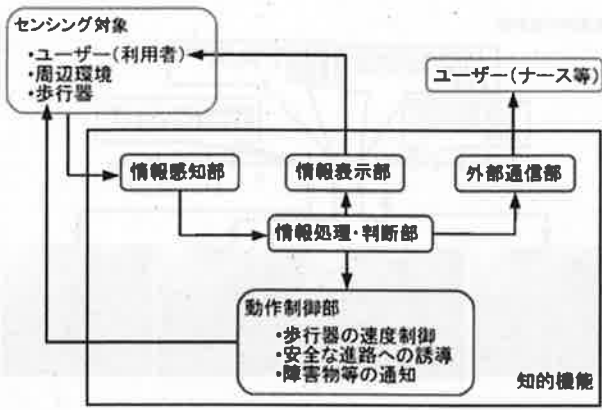 センシング対象
・ユーザー(利用者)
・周辺環境
・歩行器
ユーザー(ナース等)
情報感知部
情報表示部
外部通信部
情報処理・判断部
動作制御部
・歩行器の速度制御
・安全な進路への誘導
・障害物等の通知
知的機能